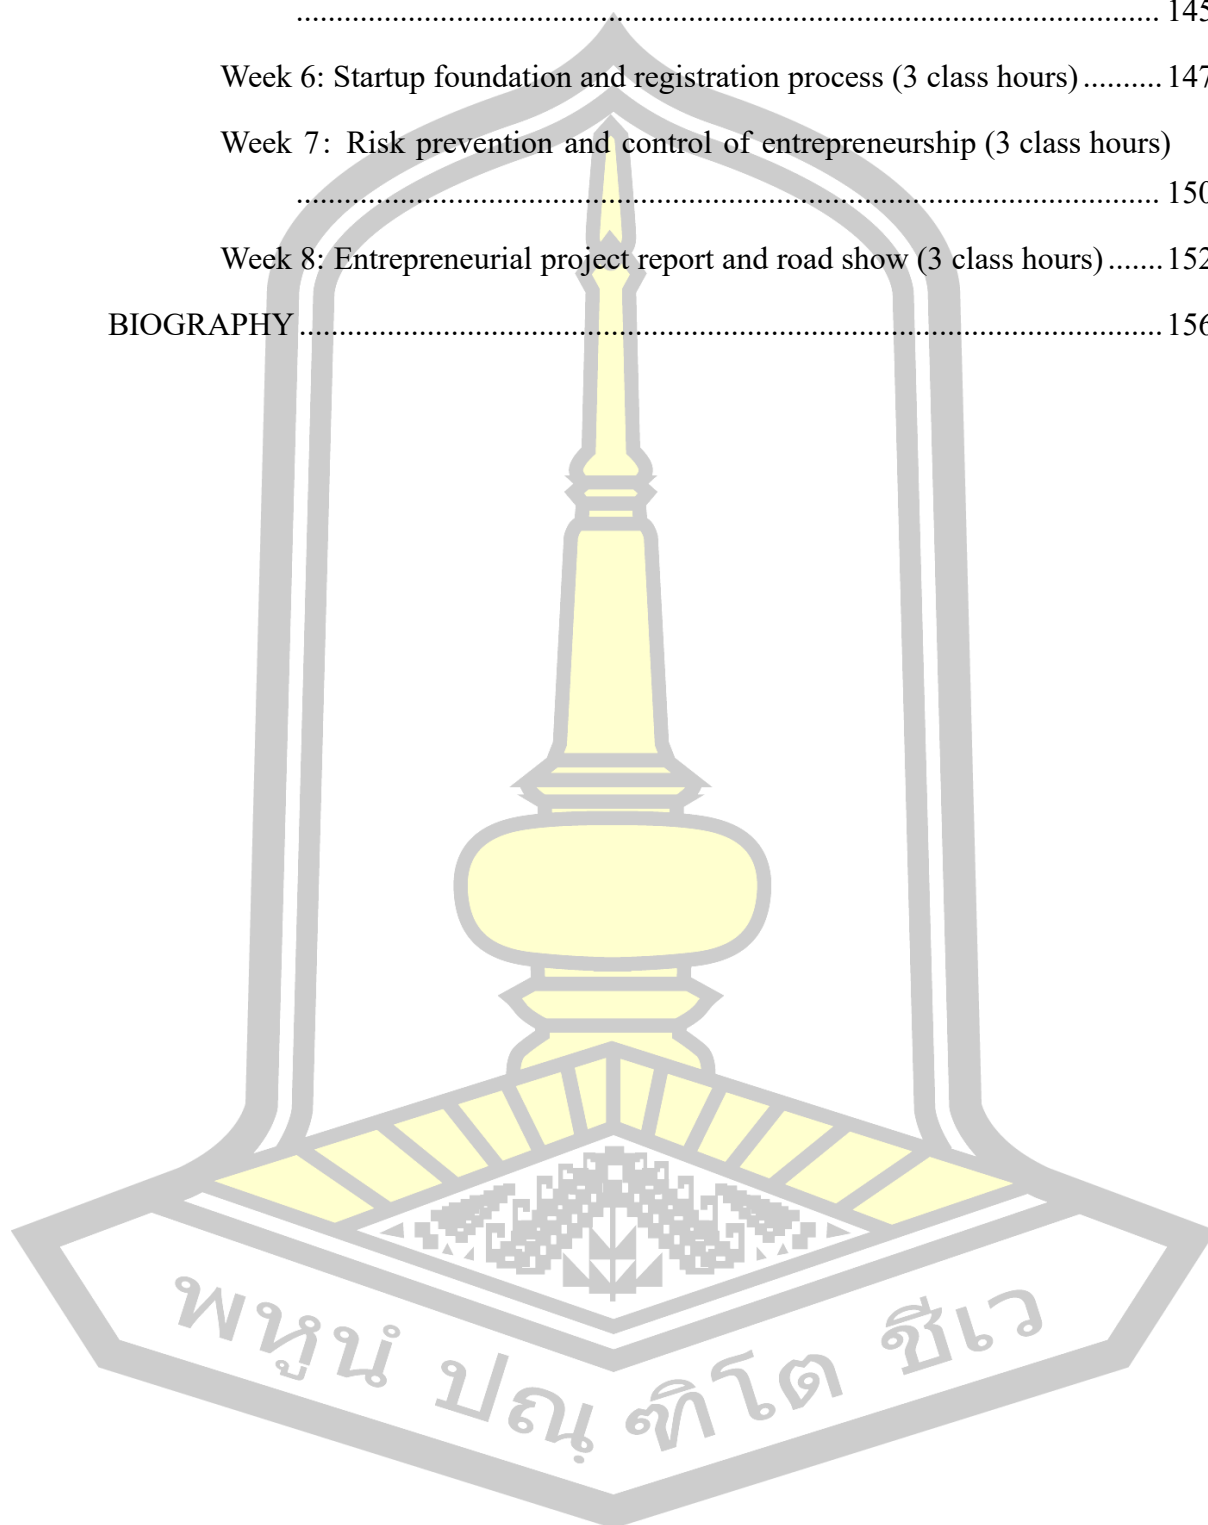 .......................................................................................................... 145
Week 6: Startup foundation and registration process (3 class hours) .......... 147
Week 7: Risk prevention and control of entrepreneurship (3 class hours)
.......................................................................................................... 150
Week 8: Entrepreneurial project report and road show (3 class hours) ....... 152
BIOGRAPHY .......................................................................................................... 156
พหูนํ ปณฺ ฑิโต ชีเว